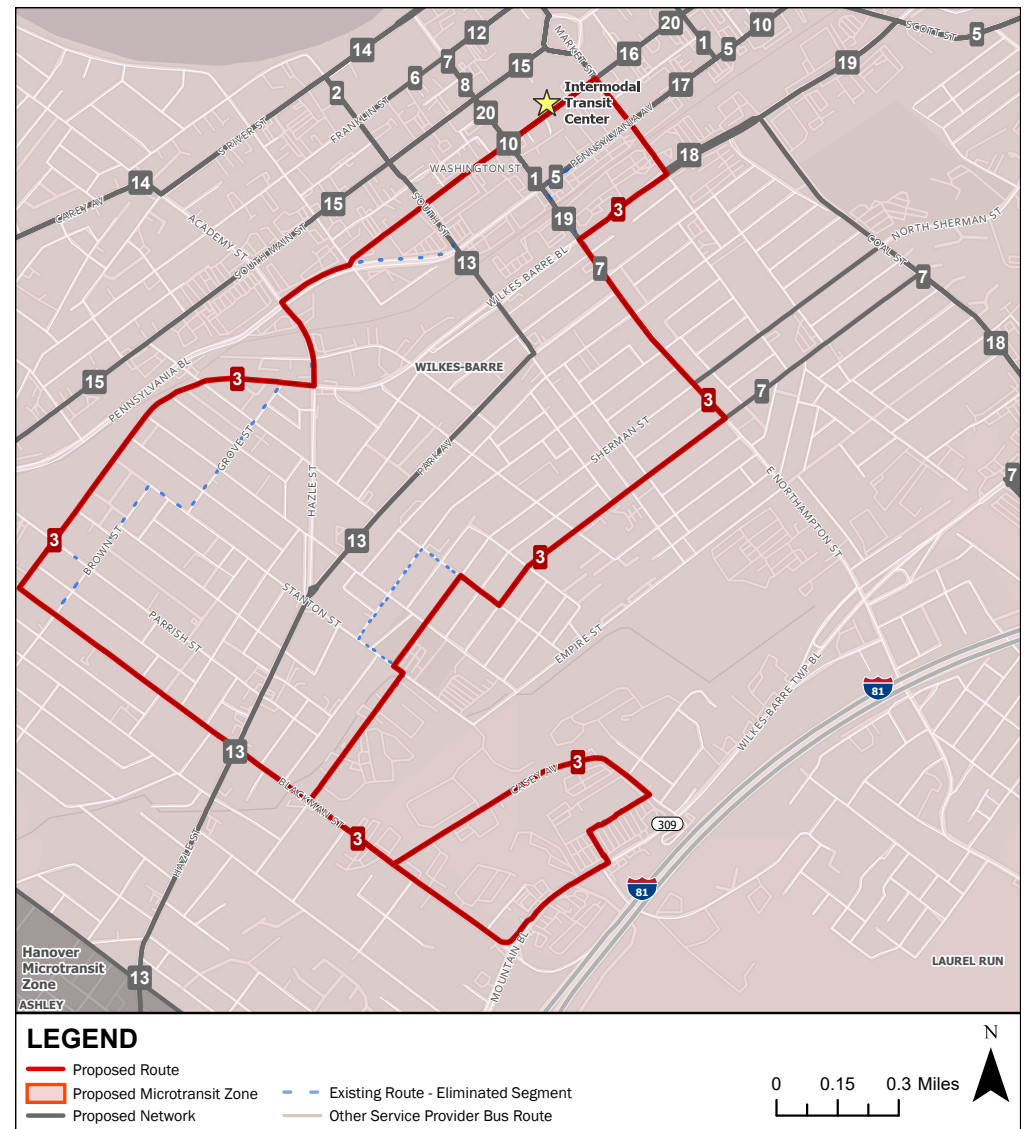 20
10
SCOTT ST
5
12
14
MARKET ST
1
5
16
7
15
19
6
8
17
2
Intermodal
Transit
Center
FRANKLIN ST
20
PENNSYLVANIA AV
S RIVER ST
10
18
WASHINGTON ST
5
1
14
CAREY AV
15
SOUTH ST
3
19
ACADEMY ST
NORTH SHERMAN ST
COAL ST
SOUTH MAIN ST
13
WILKES BARRE BL
7
7
18
WILKES-BARRE
15
PENNSYLVANIA BL
3
7
3
SHERMAN ST
GROVE ST
PARK AV
HAZLE ST
7
E NORTHAMPTON ST
3
BROWN ST
13
3
STANTON ST
PARRISH ST
EMPIRE ST
WILKES-BARRE TWP BL
81
13
3
CASEY AV
BLACKMAN ST
309
3
HAZLE ST
81
MOUNTAIN BL
Hanover
Microtransit
Zone
LAUREL RUN
13
ASHLEY
LEGEND
Proposed Route
Proposed Microtransit Zone
Proposed Network
Existing Route - Eliminated Segment
Other Service Provider Bus Route
0 0.15 0.3 Miles
N